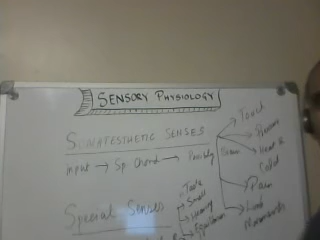 SENSORY PHYSIOLOGY
SOMATESTHETIC SENSES
Input → Sp. Chord → Possibly Brain
Touch
Pressure
Heat &
Cold
Pain
Limb
Movements
Special Senses
Taste
Smell
Hearing
Equilibrium